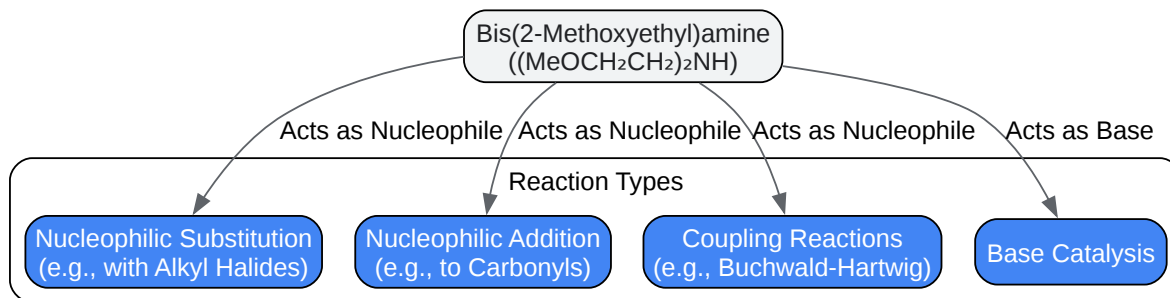 Bis(2-Methoxyethyl)amine
((MeOCH₂CH₂)₂NH)
Acts as Nucleophile
Acts as Nucleophile
Acts as Nucleophile
Acts as Base
Reaction Types
Nucleophilic Substitution
(e.g., with Alkyl Halides)
Nucleophilic Addition
(e.g., to Carbonyls)
Coupling Reactions
(e.g., Buchwald-Hartwig)
Base Catalysis